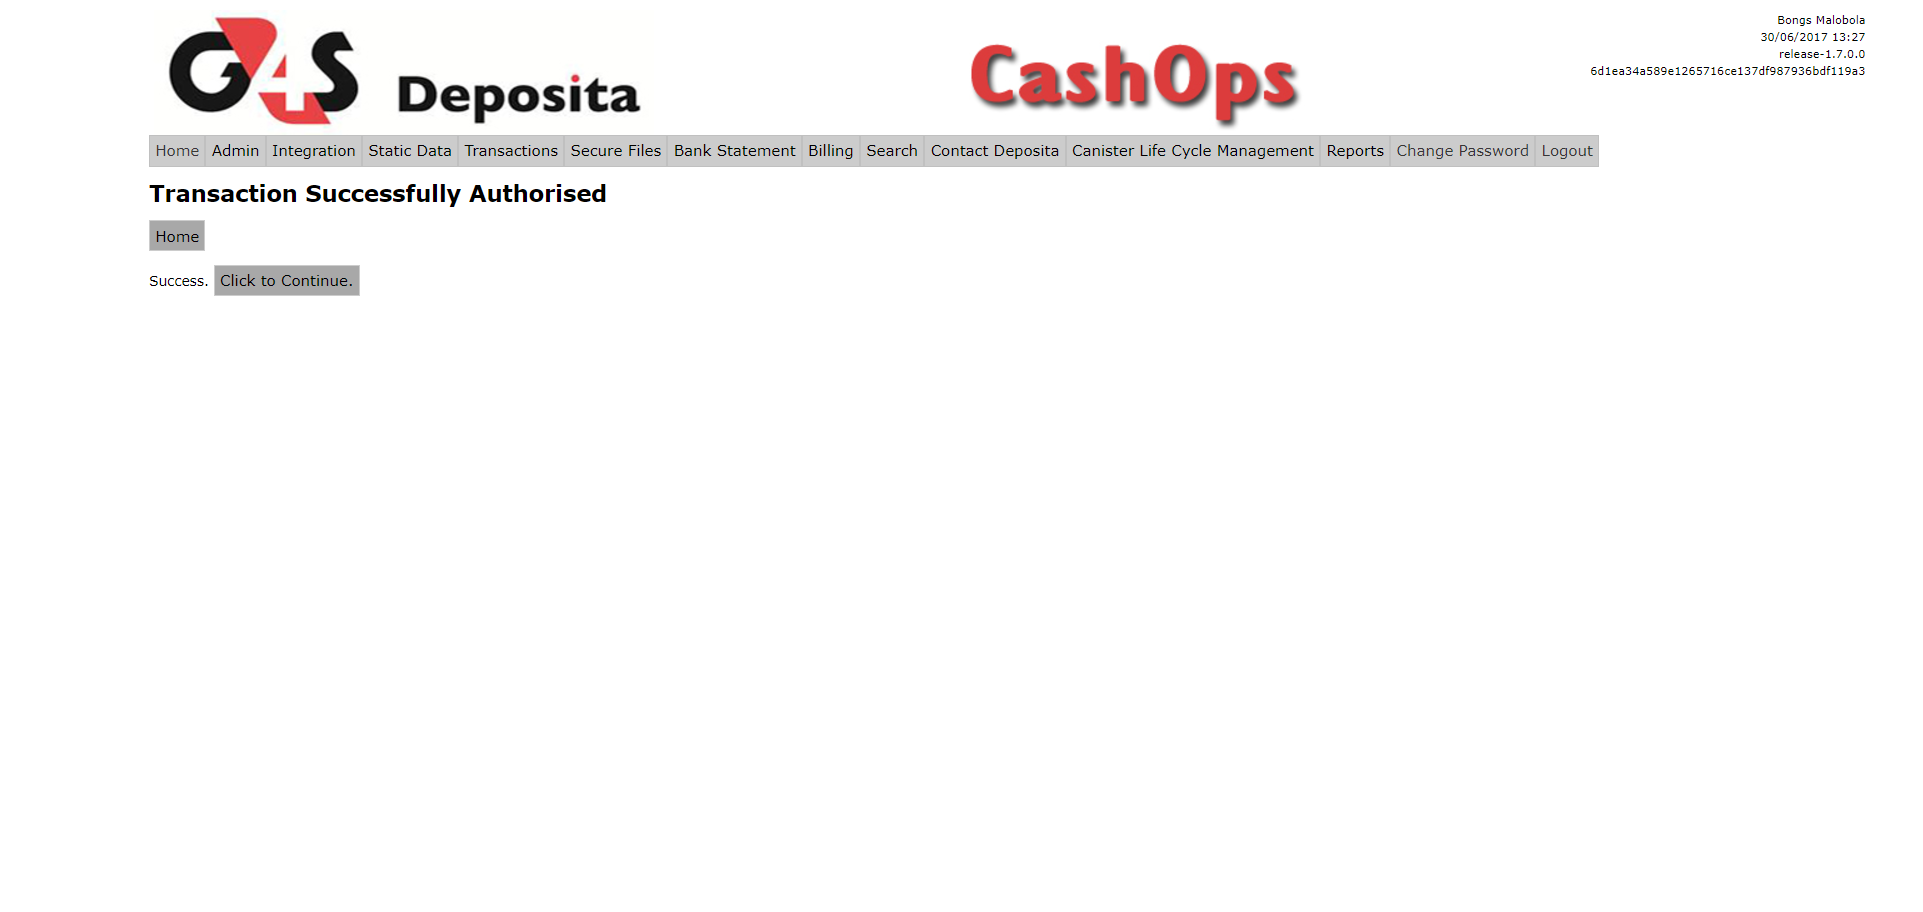 G4S Deposita
CashOps
Bongs Malobola
30/06/2017 13:27
release-1.7.0.0
6d1ea34a589e1265716ce137df987936bdf119a3
Home Admin Integration Static Data Transactions Secure Files Bank Statement Billing Search Contact Deposita Canister Life Cycle Management Reports Change Password Logout
Transaction Successfully Authorised
Home
Success. Click to Continue.